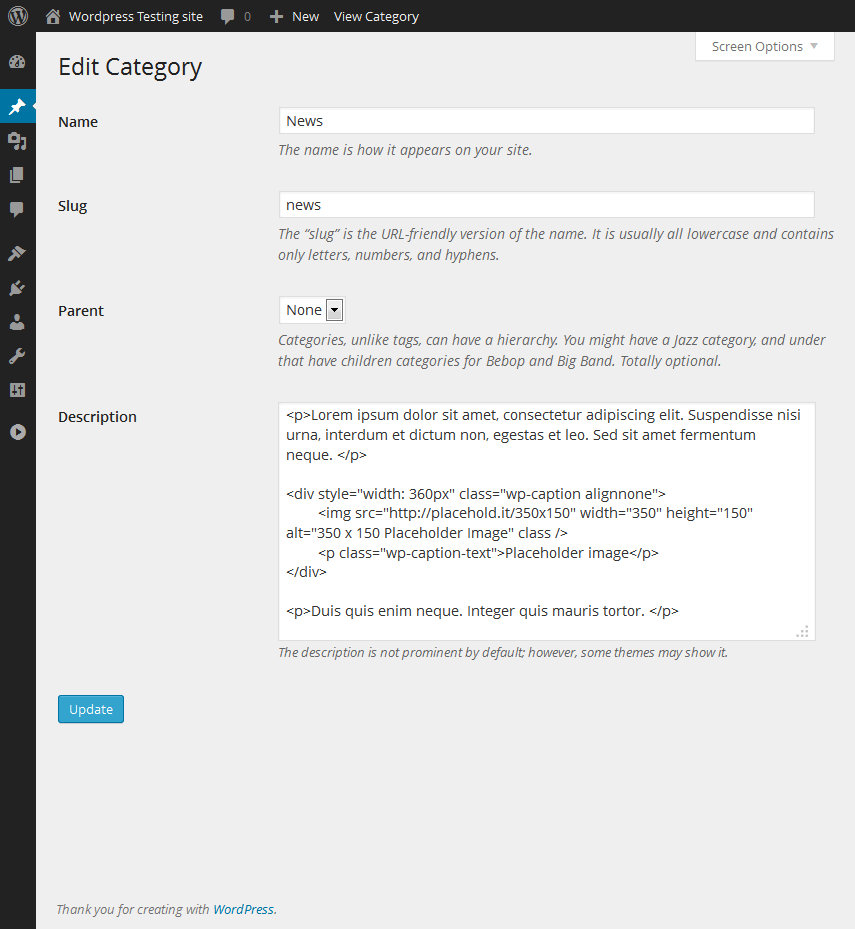 Wordpress Testing site 0 New View Category
Screen Options
Edit Category
Name
News
The name is how it appears on your site.
Slug
news
The “slug” is the URL-friendly version of the name. It is usually all lowercase and contains
only letters, numbers, and hyphens.
Parent
None
Categories, unlike tags, can have a hierarchy. You might have a Jazz category, and under
that have children categories for Bebop and Big Band. Totally optional.
Description
<p>Lorem ipsum dolor sit amet, consectetur adipiscing elit. Suspendisse nisi
urna, interdum et dictum non, egestas et leo. Sed sit amet fermentum
neque. </p>
<div style="width: 360px" class="wp-caption alignnone">
<img src="http://placehold.it/350x150" width="350" height="150"
alt="350 x 150 Placeholder Image" class />
<p class="wp-caption-text">Placeholder image</p>
</div>
<p>Duis quis enim neque. Integer quis mauris tortor. </p>
The description is not prominent by default; however, some themes may show it.
Update
Thank you for creating with WordPress.